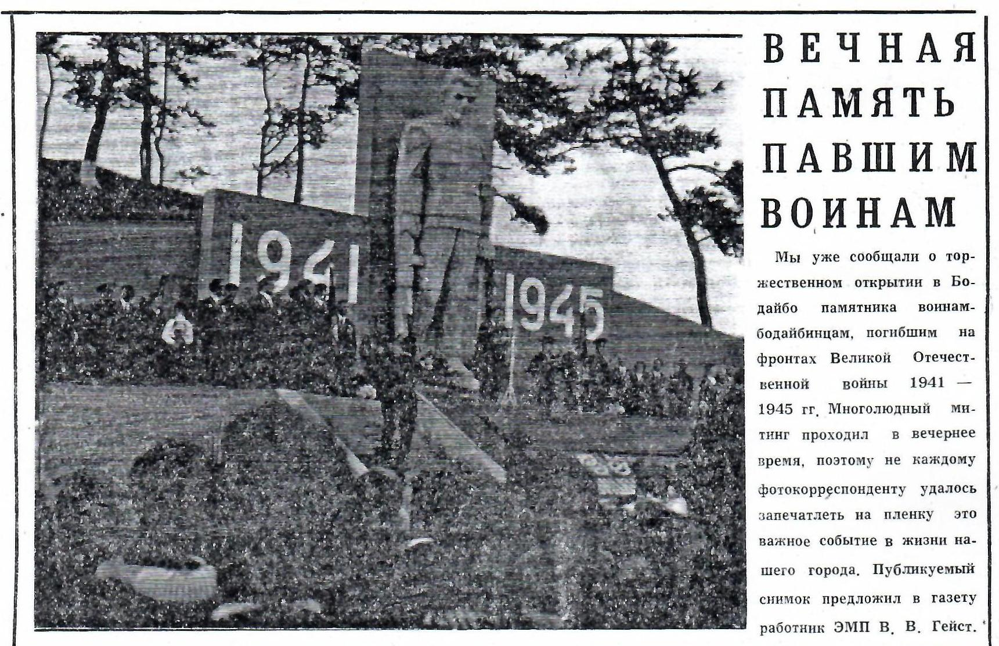 ВЕЧНАЯ
ПАМЯТЬ
ПАВШИМ
ВОИНАМ
1941
1945
Мы уже сообщали о тор-
жественном открытии в Бо-
дайбо памятника воинам-
бодайбинцам, погибшим на
фронтах Великой Отечест-
венной войны 1941 —
1945 гг. Многолюдный ми-
тинг проходил в вечернее
время, поэтому не каждому
фотокорреспонденту удалось
запечатлеть на пленку это
важное событие в жизни на-
шего города. Публикуемый
снимок предложил в газету
работник ЭМП В. В. Гейст.